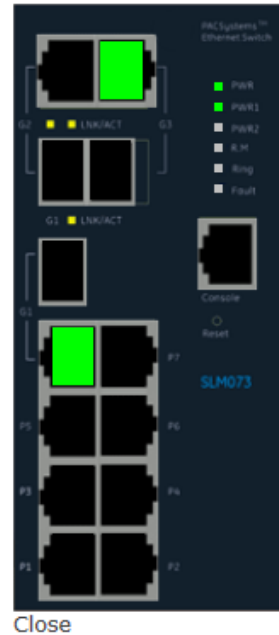 PACSystems™
Ethernet Switch
PWR
PWR1
PWR2
R.M
Ring
Fault
G2 LNK/ACT G3
G1 LNK/ACT
Console
Reset
G1
P7
SLM073
P5 P6
P3 P4
P1 P2
Close